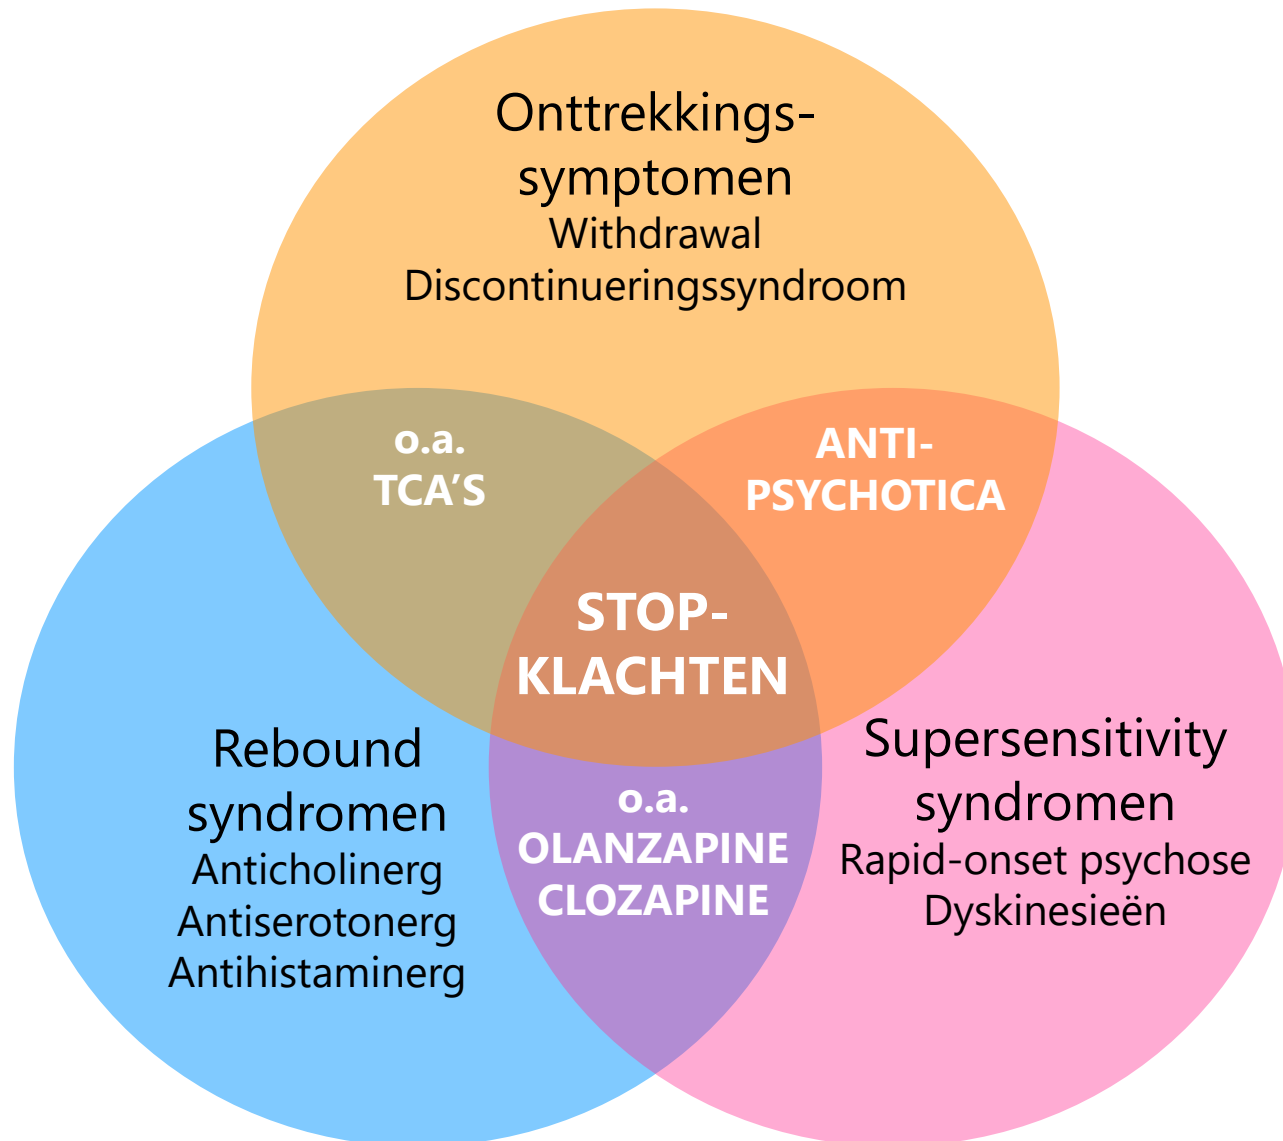 Onttrekkings-
symptomen
Withdrawal
Discontinueringssyndroom
o.a.
TCA’S
ANTI-
PSYCHOTICA
STOP-
KLACHTEN
Rebound
syndromen
Anticholinerg
Antiserotonerg
Antihistaminerg
o.a.
OLANZAPINE
CLOZAPINE
Supersensitivity
syndromen
Rapid-onset psychose
Dyskinesieën